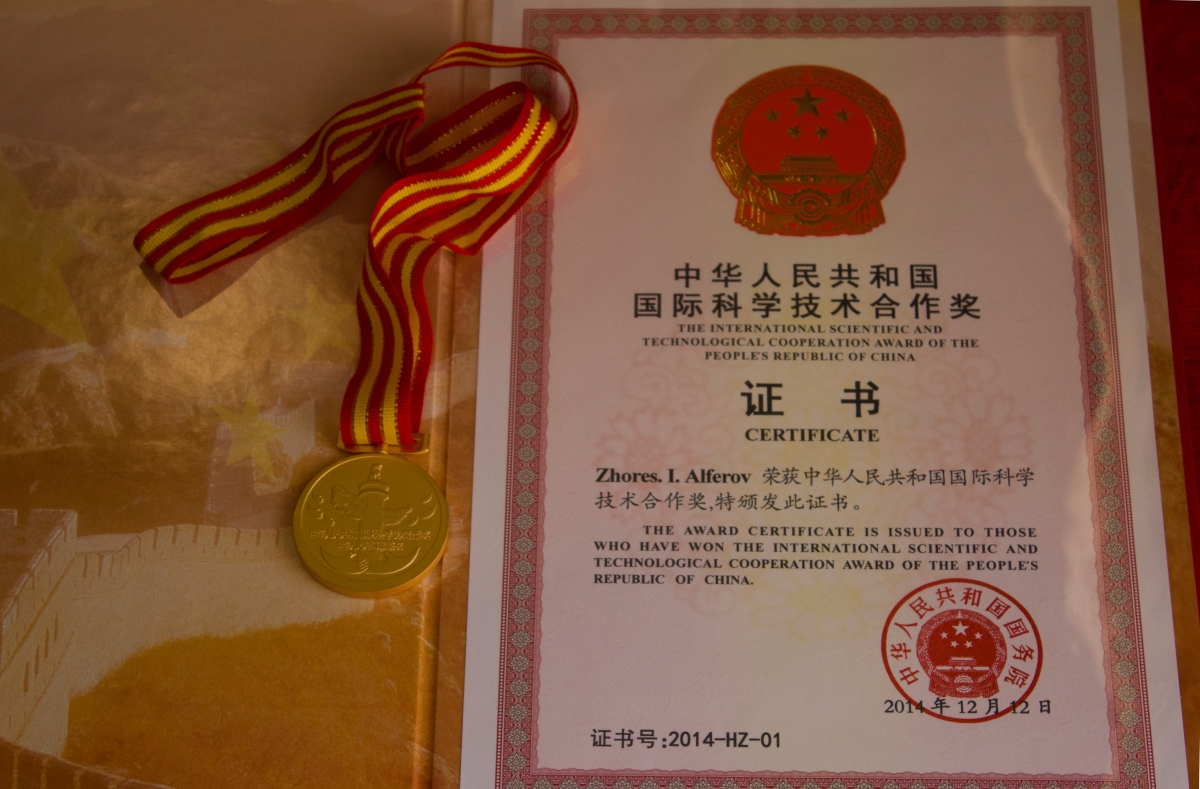 中华人民共和国
国际科学技术合作奖
THE INTERNATIONAL SCIENTIFIC AND
TECHNOLOGICAL COOPERATION AWARD OF THE
PEOPLE'S REPUBLIC OF CHINA
证 书
CERTIFICATE
Zhores. I. Alferov 荣获中华人民共和国国际科学
技术合作奖,特颁发此证书。
THE AWARD CERTIFICATE IS ISSUED TO THOSE
WHO HAVE WON THE INTERNATIONAL SCIENTIFIC AND
TECHNOLOGICAL COOPERATION AWARD OF THE PEOPLE'S
REPUBLIC OF CHINA.
中华人民共和国国务院
2014 年 12 月 12 日
证书号:2014-HZ-01